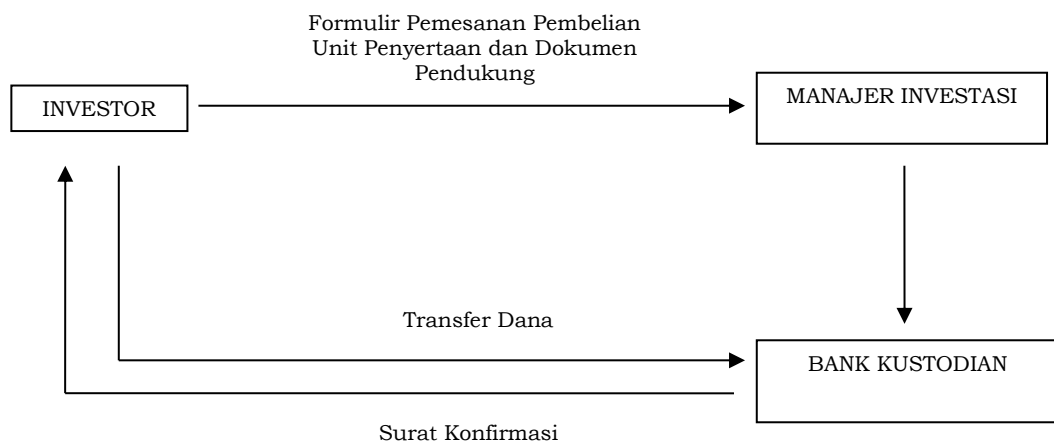 Formulir Pemesanan Pembelian
Unit Penyertaan dan Dokumen
Pendukung
INVESTOR
MANAJER INVESTASI
Transfer Dana
BANK KUSTODIAN
Surat Konfirmasi